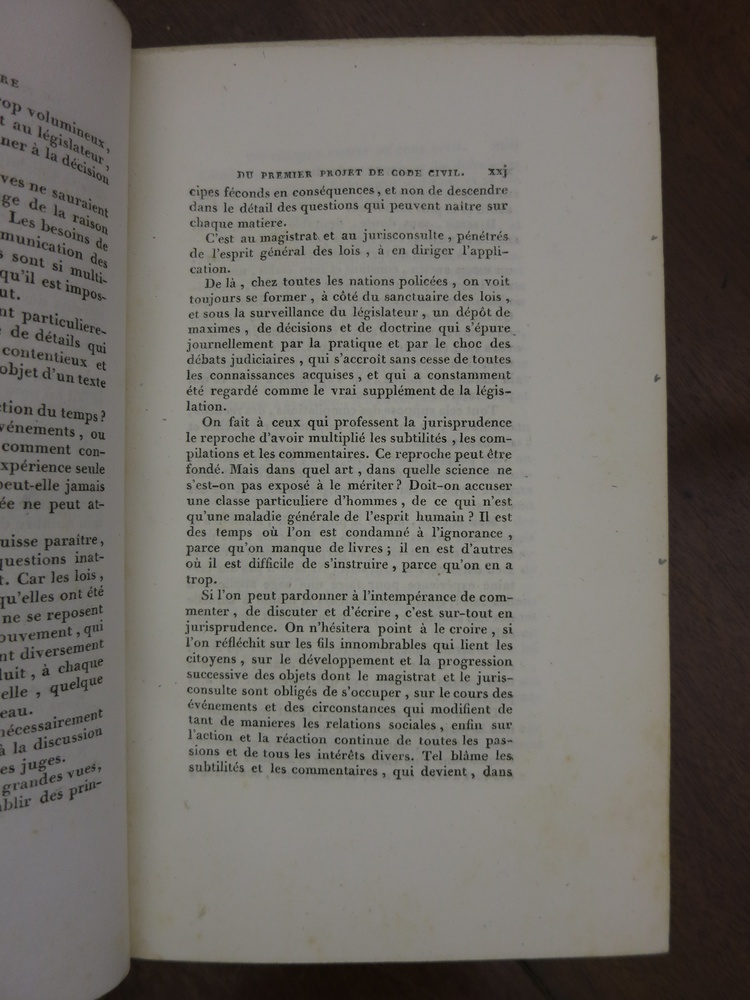 RE
op volumineux,
t au législateur,
ner à la décision
ves ne sauraient
ge de la raison
Les besoins de
munication des
s sont si multi-
qu'il est impos-
ut.
nt particuliere-
de détails qui
contentieux et
objet d'un texte
ction du temps?
vénements, ou
comment con-
xpérience seule
peut-elle jamais
ée ne peut at-
uisse paraître,
questions inat-
t. Car les lois,
qu'elles ont été
ne se reposent
ouvement, qui
nt diversement
luit, à chaque
elle, quelque
eau.
nécessairement
à la discussion
es juges.
grandes vues,
ablir des prin-
DU PREMIER PROJET DE CODE CIVIL. xxj
cipes féconds en conséquences, et non de descendre
dans le détail des questions qui peuvent naître sur
chaque matiere.
C'est au magistrat et au jurisconsulte, pénétrés
de l'esprit général des lois, à en diriger l'appli-
cation.
De là, chez toutes les nations policées, on voit
toujours se former, à côté du sanctuaire des lois,
et sous la surveillance du législateur, un dépôt de
maximes, de décisions et de doctrine qui s'épure
journellement par la pratique et par le choc des
débats judiciaires, qui s'accroît sans cesse de toutes
les connaissances acquises, et qui a constamment
été regardé comme le vrai supplément de la légis-
lation.
On fait à ceux qui professent la jurisprudence
le reproche d'avoir multiplié les subtilités, les com-
pilations et les commentaires. Ce reproche peut être
fondé. Mais dans quel art, dans quelle science ne
s'est-on pas exposé à le mériter? Doit-on accuser
une classe particuliere d'hommes, de ce qui n'est
qu'une maladie générale de l'esprit humain? Il est
des temps où l'on est condamné à l'ignorance,
parce qu'on manque de livres; il en est d'autres
où il est difficile de s'instruire, parce qu'on en a
trop.
Si l'on peut pardonner à l'intempérance de com-
menter, de discuter et d'écrire, c'est sur-tout en
jurisprudence. On n'hésitera point à le croire, si
l'on réfléchit sur les fils innombrables qui lient les
citoyens, sur le développement et la progression
successive des objets dont le magistrat et le juris-
consulte sont obligés de s'occuper, sur le cours des
événements et des circonstances qui modifient de
tant de manieres les relations sociales, enfin sur
l'action et la réaction continue de toutes les pas-
sions et de tous les intérêts divers. Tel blâme les
subtilités et les commentaires, qui devient, dans